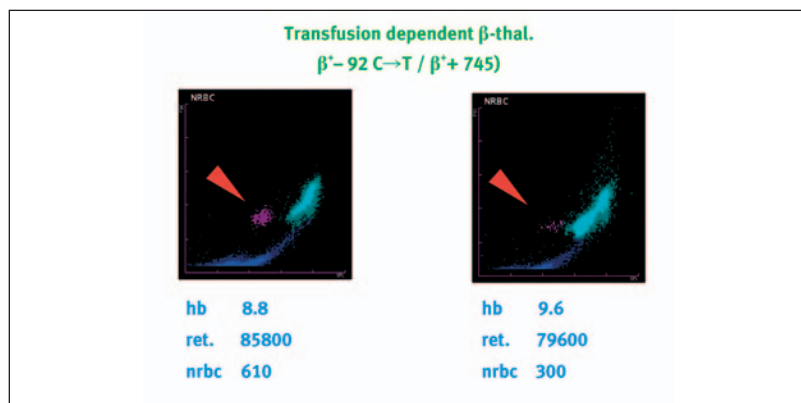 Transfusion dependent β-thal.
β⁺– 92 C→T / β⁺+ 745)
NRBC
NRBC
hb 8.8
ret. 85800
nrbc 610
hb 9.6
ret. 79600
nrbc 300